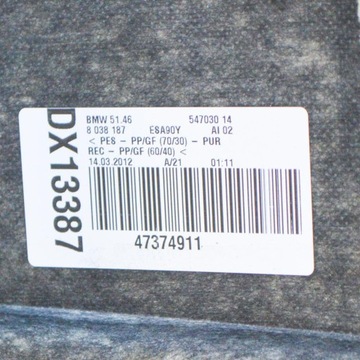 DX13387
BMW 51.46 547030 14
8 038 187 ESA90Y AI 02
< PES - PP/GF (70/30) - PUR
REC - PP/GF (60/40) <
14.03.2012 A/21 01:11
47374911